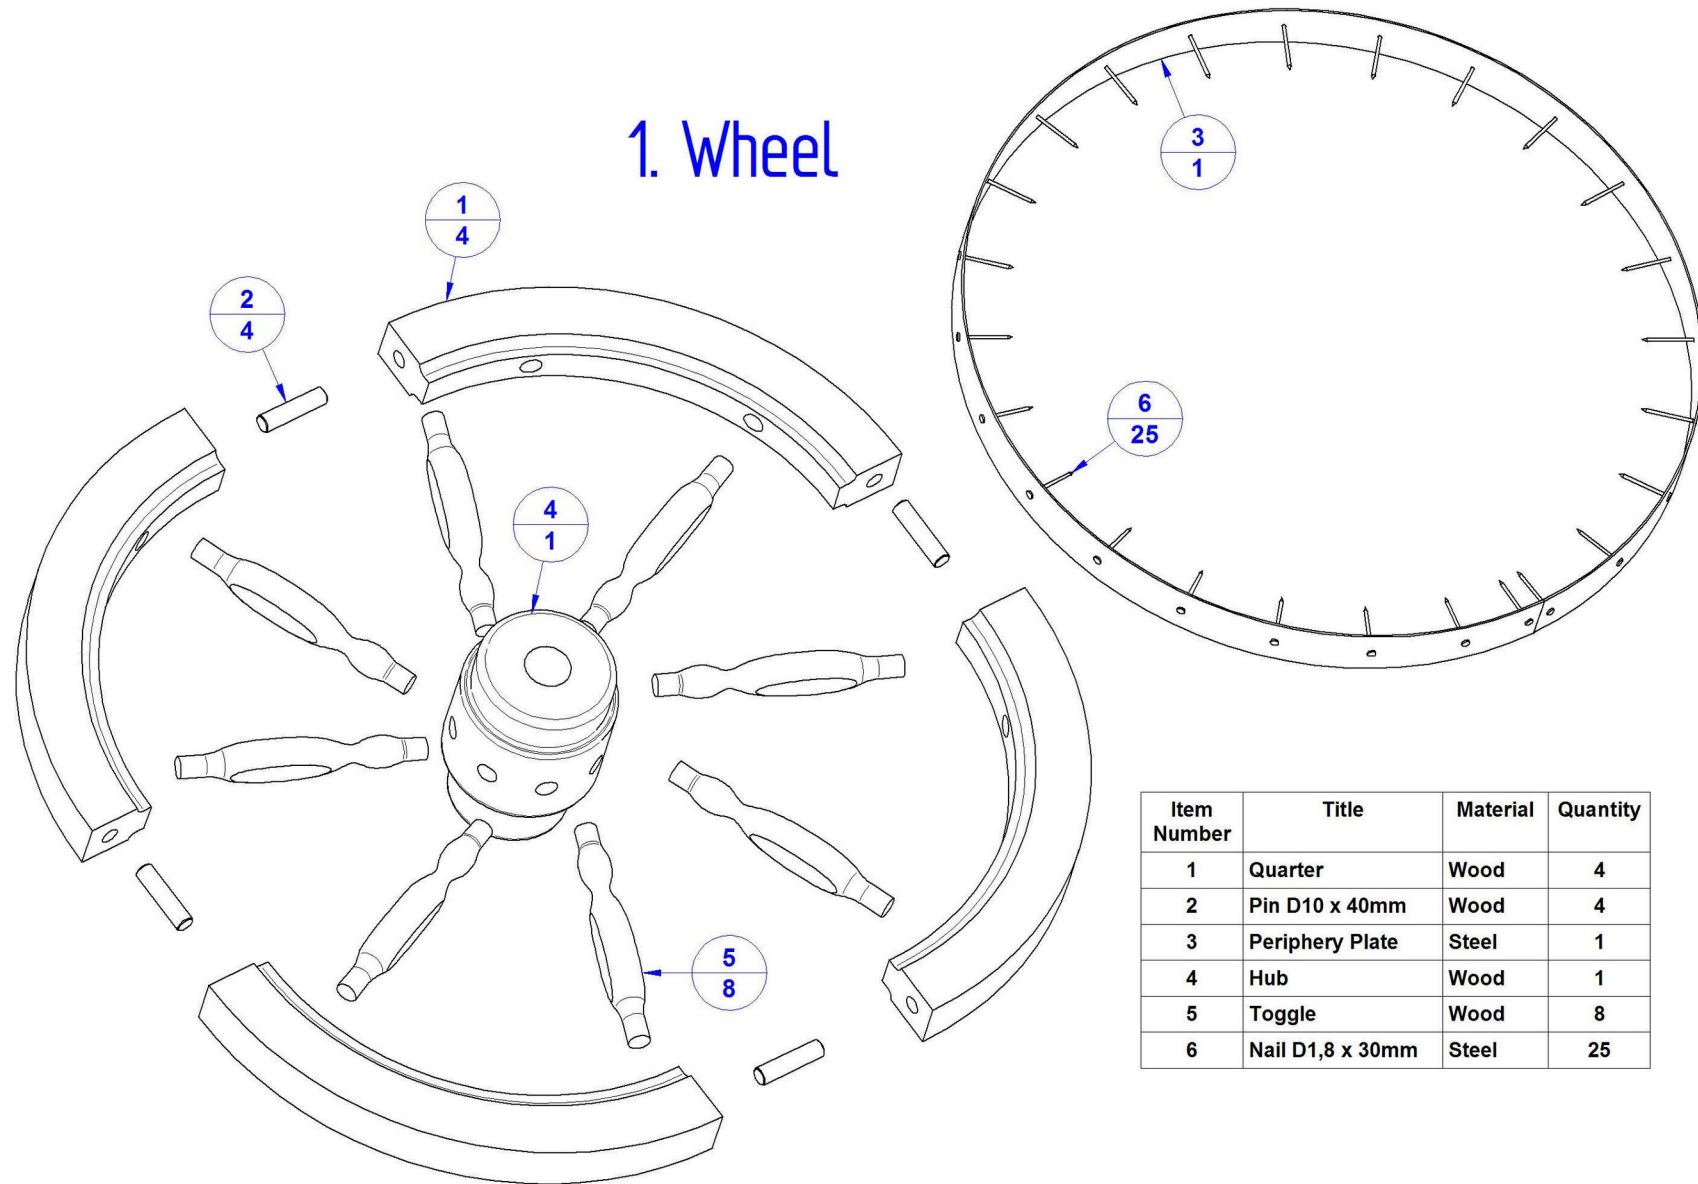 1. Wheel
3
1
1
4
2
4
6
25
4
1
5
8
Item Number Title Material Quantity
1 Quarter Wood 4
2 Pin D10 x 40mm Wood 4
3 Periphery Plate Steel 1
4 Hub Wood 1
5 Toggle Wood 8
6 Nail D1,8 x 30mm Steel 25